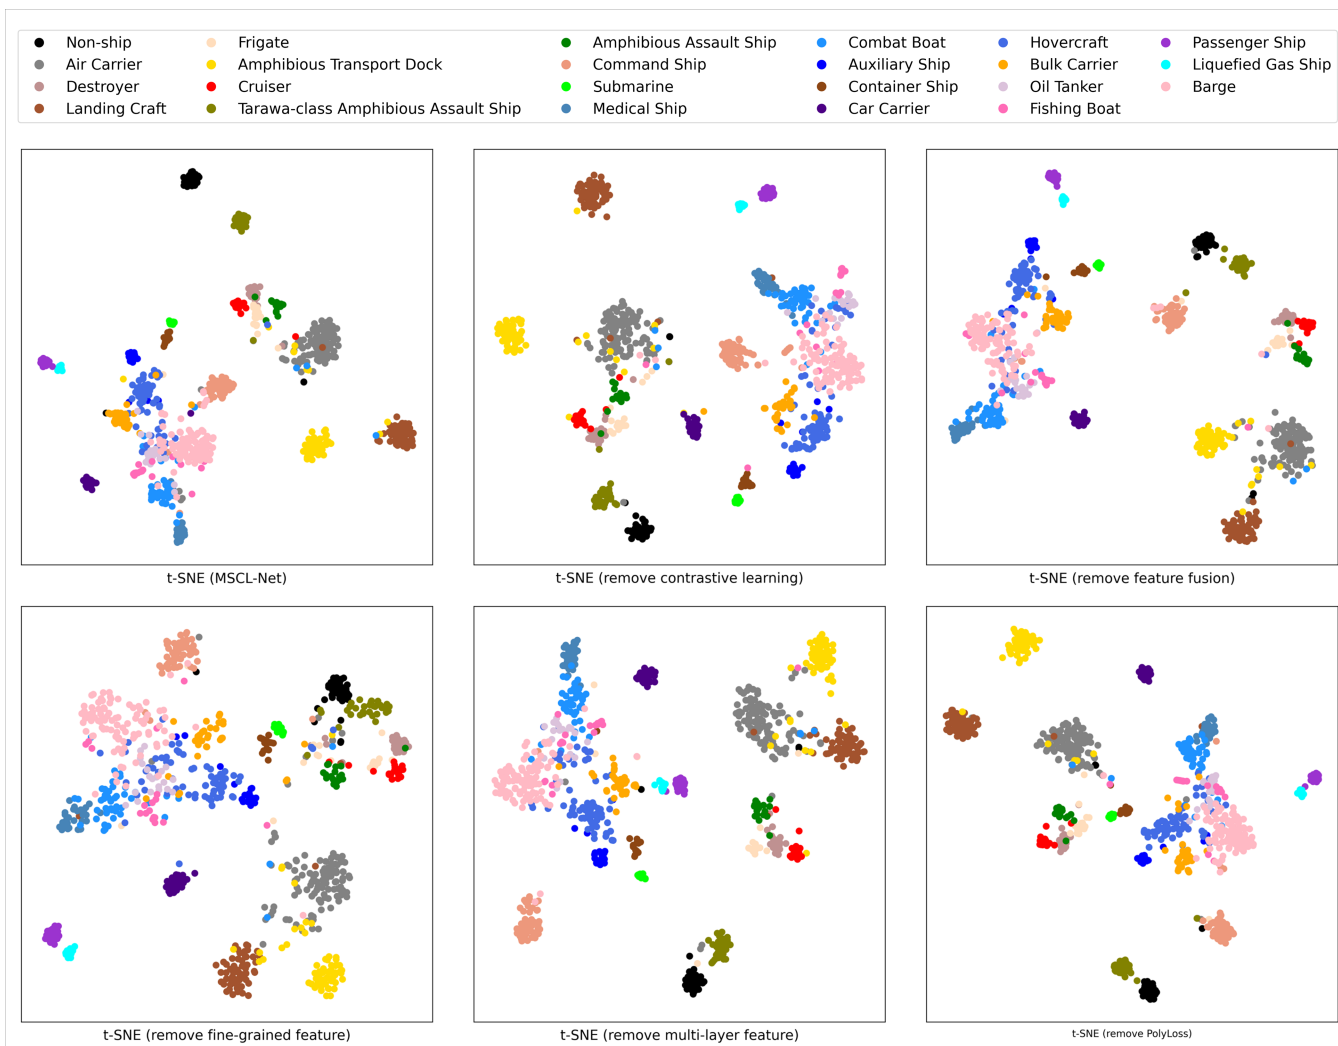 Non-ship
Air Carrier
Destroyer
Landing Craft
Frigate
Amphibious Transport Dock
Cruiser
Tarawa-class Amphibious Assault Ship
Amphibious Assault Ship
Command Ship
Submarine
Medical Ship
Combat Boat
Auxiliary Ship
Container Ship
Car Carrier
Hovercraft
Bulk Carrier
Oil Tanker
Fishing Boat
Passenger Ship
Liquefied Gas Ship
Barge
t-SNE (MSCL-Net)
t-SNE (remove contrastive learning)
t-SNE (remove feature fusion)
t-SNE (remove fine-grained feature)
t-SNE (remove multi-layer feature)
t-SNE (remove PolyLoss)